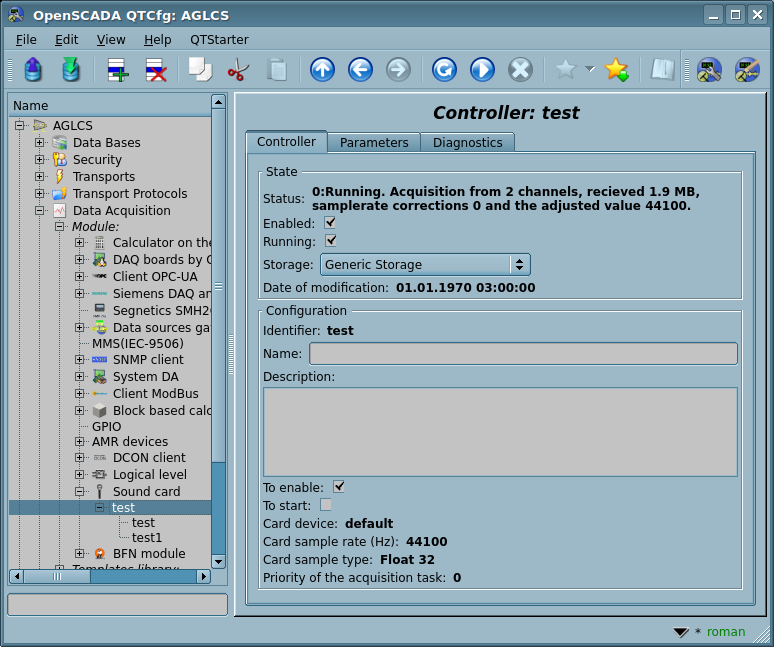 OpenSCADA QTCfg: AGLCS
File Edit View Help QTStarter
Name
AGLCS
Data Bases
Security
Transports
Transport Protocols
Data Acquisition
Module:
Calculator on the
DAQ boards by
Client OPC-UA
Siemens DAQ an
Segnetics SMH2
Data sources ga
MMS(IEC-9506)
SNMP client
System DA
Client ModBus
Block based calc
GPIO
AMR devices
DCON client
Logical level
Sound card
test
test
test1
BFN module
Templates library:
Controller: test
Controller Parameters Diagnostics
State
Status: 0:Running. Acquisition from 2 channels, recieved 1.9 MB,
samplerate corrections 0 and the adjusted value 44100.
Enabled:
Running:
Storage: Generic Storage
Date of modification: 01.01.1970 03:00:00
Configuration
Identifier: test
Name:
Description:
To enable:
To start:
Card device: default
Card sample rate (Hz): 44100
Card sample type: Float 32
Priority of the acquisition task: 0
* roman